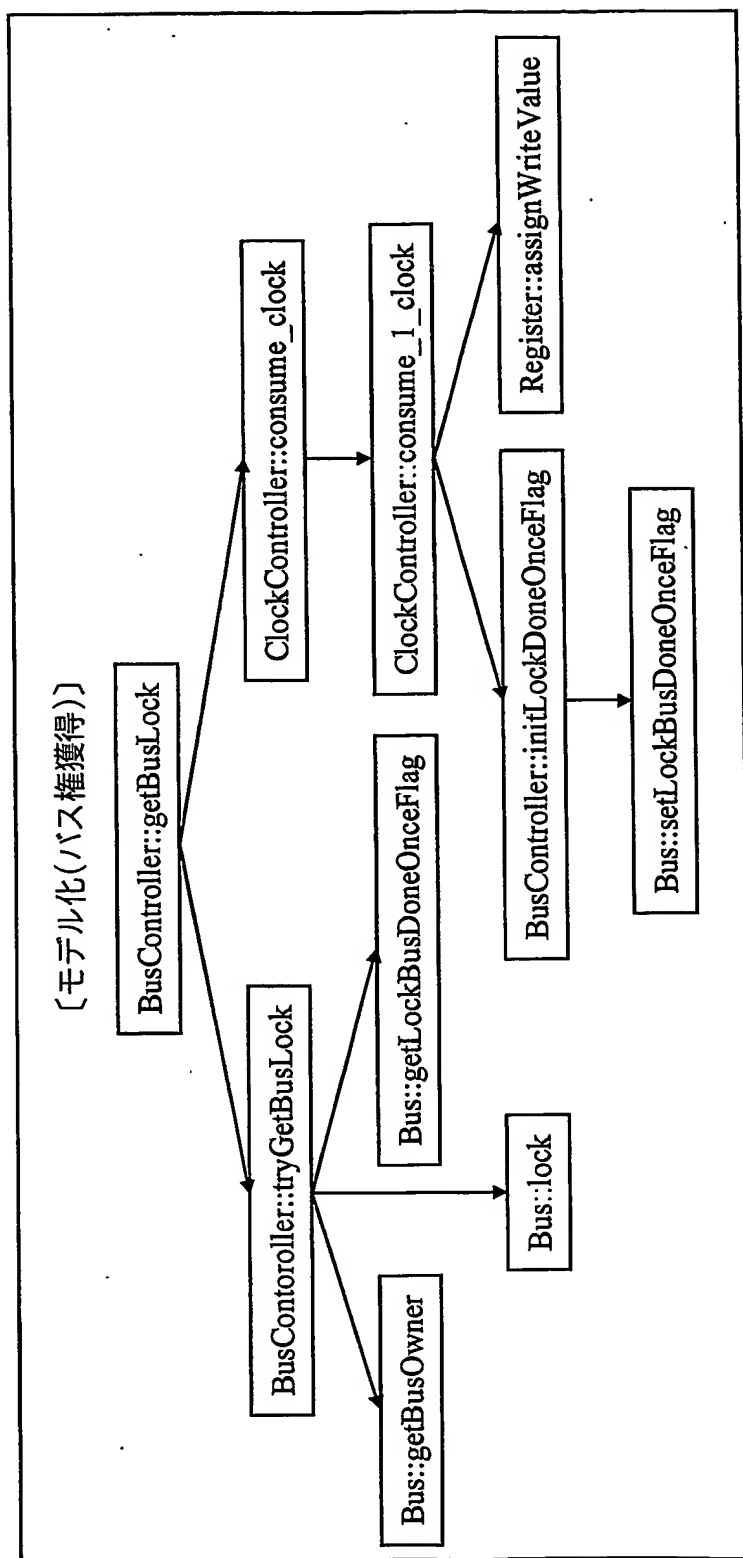 〔モデル化(バス権獲得)〕
BusController::getBusLock
BusContoroller::tryGetBusLock
ClockController::consume_clock
Bus::getBusOwner
Bus::getLockBusDoneOnceFlag
ClockController::consume_1_clock
Bus::lock
BusController::initLockDoneOnceFlag
Register::assignWriteValue
Bus::setLockBusDoneOnceFlag